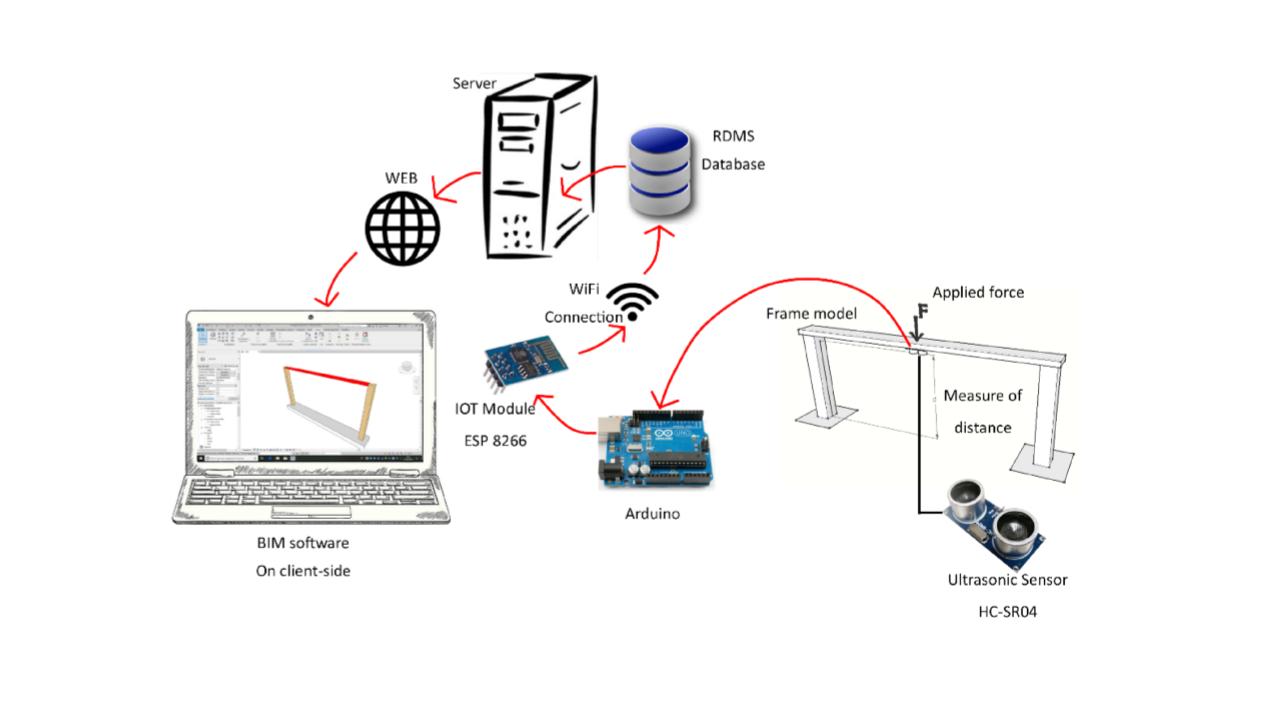 Server
RDMS
Database
WEB
WiFi
Connection
Applied force
F
Frame model
Measure of
distance
IOT Module
ESP 8266
UNO
Arduino
BIM software
On client-side
Ultrasonic Sensor
HC-SR04